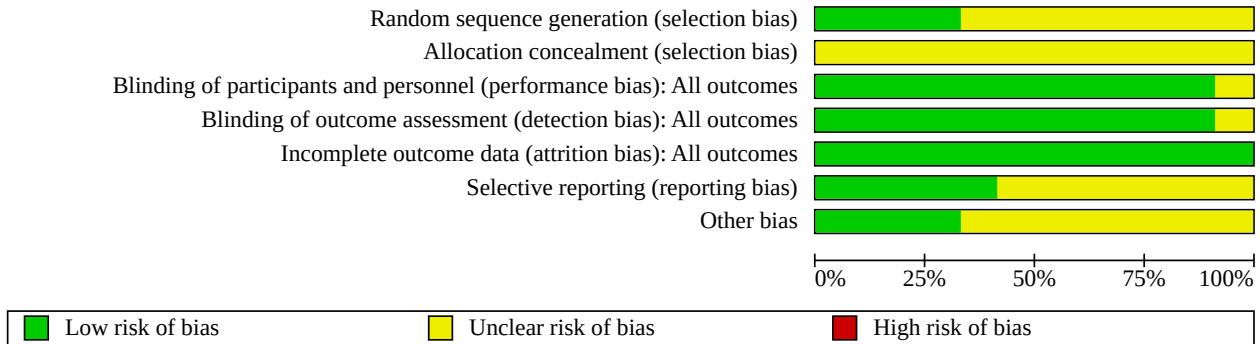 Random sequence generation (selection bias)
Allocation concealment (selection bias)
Blinding of participants and personnel (performance bias): All outcomes
Blinding of outcome assessment (detection bias): All outcomes
Incomplete outcome data (attrition bias): All outcomes
Selective reporting (reporting bias)
Other bias
0% 25% 50% 75% 100%
Low risk of bias Unclear risk of bias High risk of bias